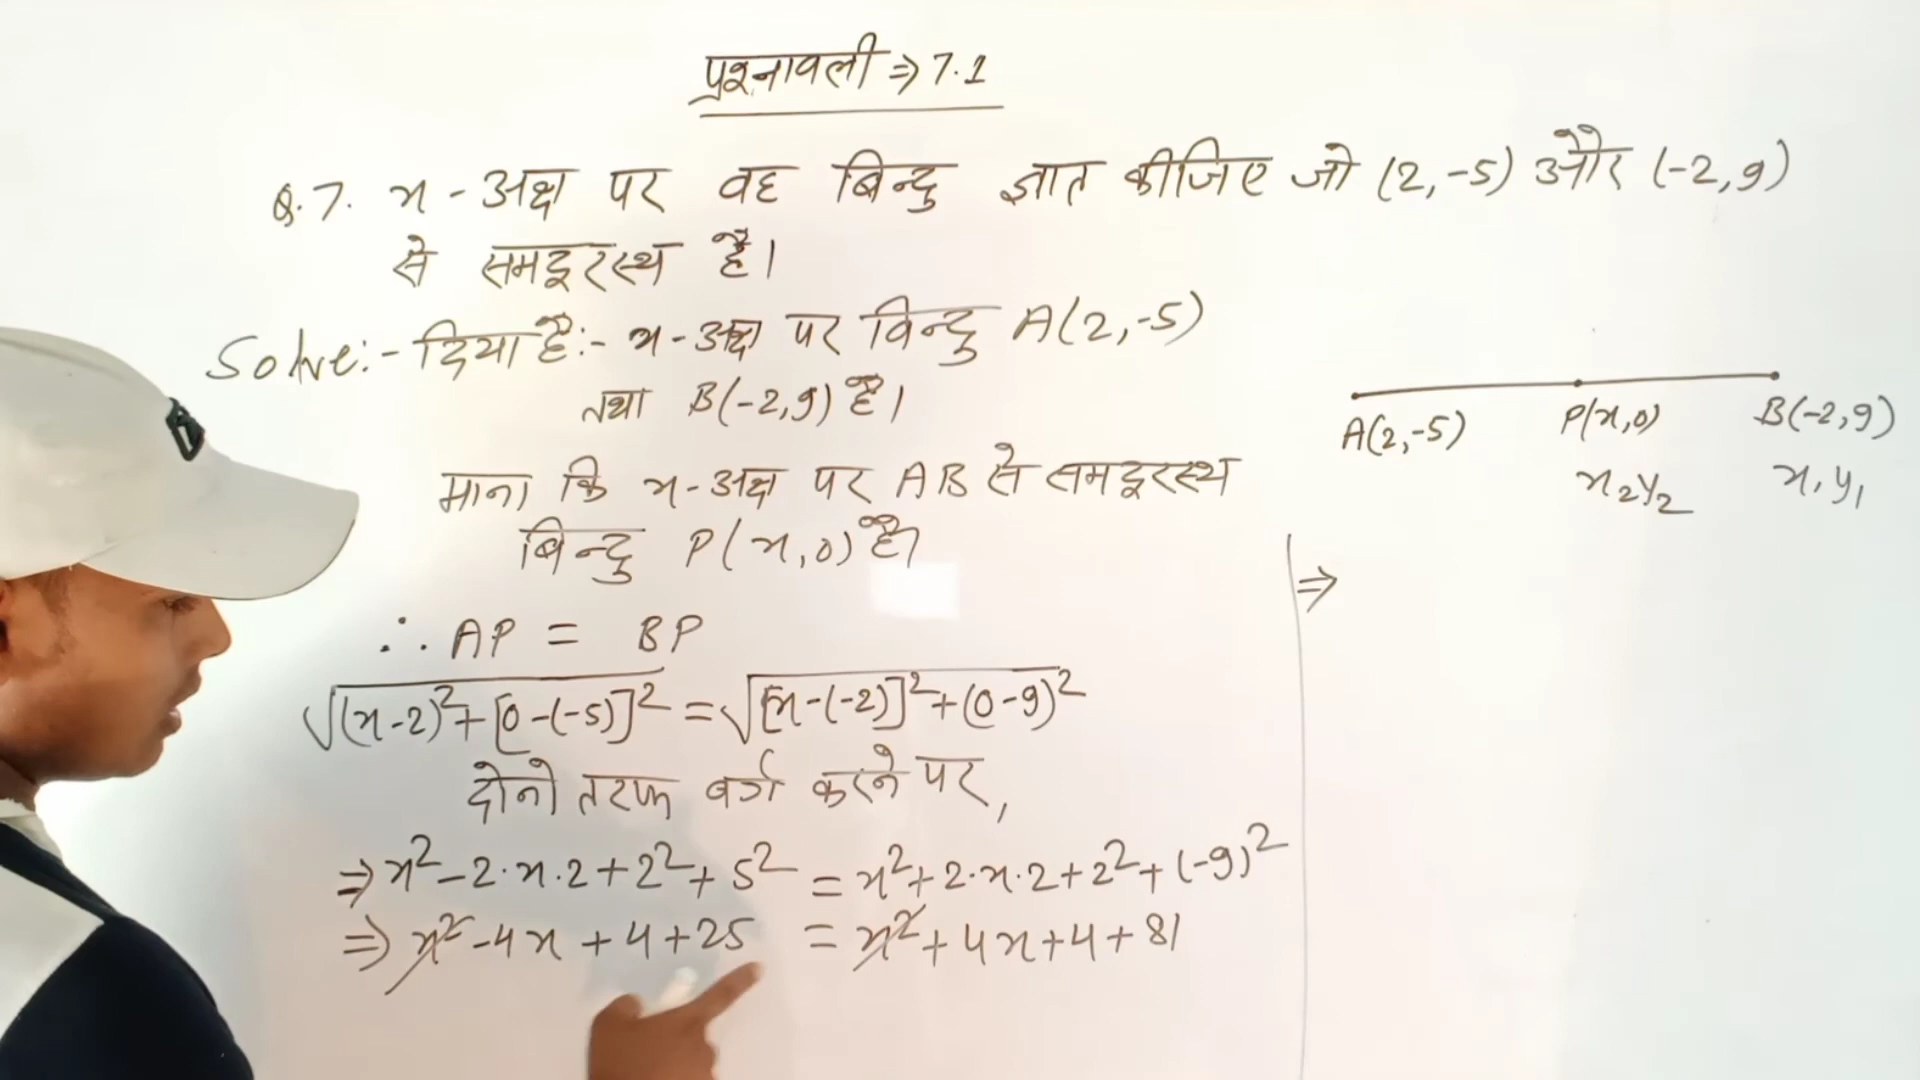 प्रश्नावली ⇒ 7.1
Q.7. x-अक्ष पर वह बिन्दु ज्ञात कीजिए जो (2,-5) और (-2,9)
से समदूरस्थ है।
Solve:- दिया है:- x-अक्ष पर बिन्दु A(2,-5)
तथा B(-2,9) है।
माना कि x-अक्ष पर AB से समदूरस्थ
बिन्दु P(x,0) है।
∴ AP = BP
√(x-2)²+[0-(-5)]² = √[x-(-2)]²+(0-9)²
दोनो तरफ वर्ग करने पर,
⇒ x²-2·x·2+2²+5² = x²+2·x·2+2²+(-9)²
⇒ x²-4x+4+25 = x²+4x+4+81
A(2,-5) P(x,0) B(-2,9)
x₂y₂ x₁y₁
⇒